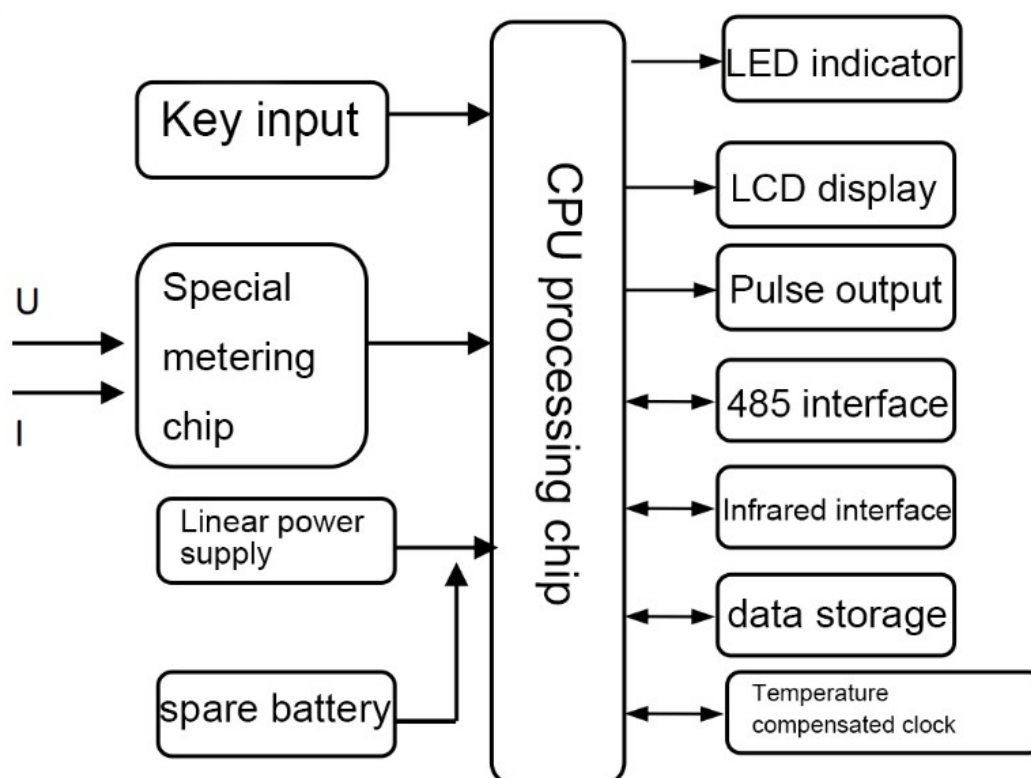 Key input
U
I
Special
metering
chip
Linear power
supply
spare battery
CPU processing chip
LED indicator
LCD display
Pulse output
485 interface
Infrared interface
data storage
Temperature
compensated clock